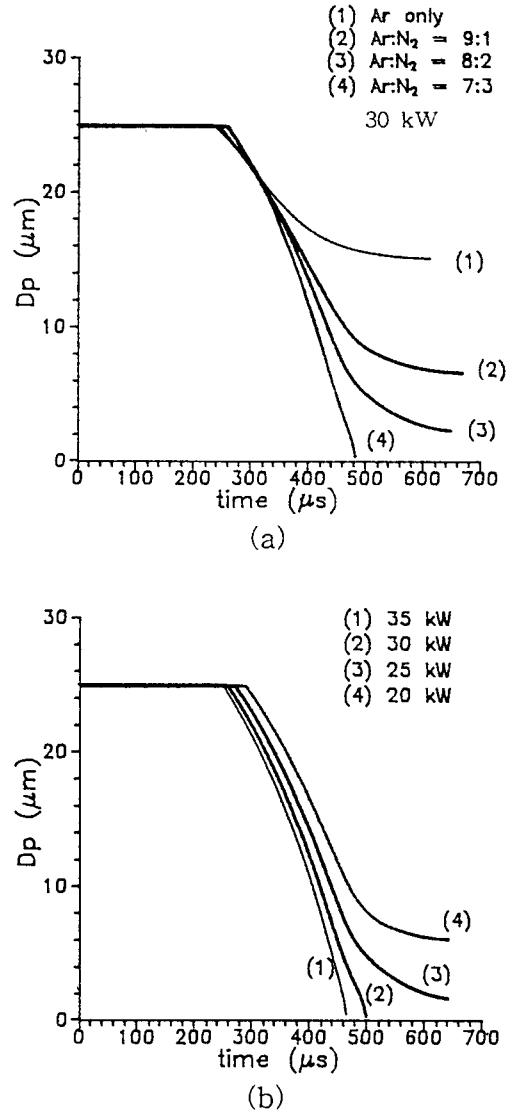 (1) Ar only
(2) Ar:N₂ = 9:1
(3) Ar:N₂ = 8:2
(4) Ar:N₂ = 7:3
30 kW
30
20
10
0
Dp (μm)
(1)
(2)
(3)
(4)
0 100 200 300 400 500 600 700
time (μs)
(a)
(1) 35 kW
(2) 30 kW
(3) 25 kW
(4) 20 kW
30
20
10
0
Dp (μm)
(4)
(3)
(1)
(2)
0 100 200 300 400 500 600 700
time (μs)
(b)